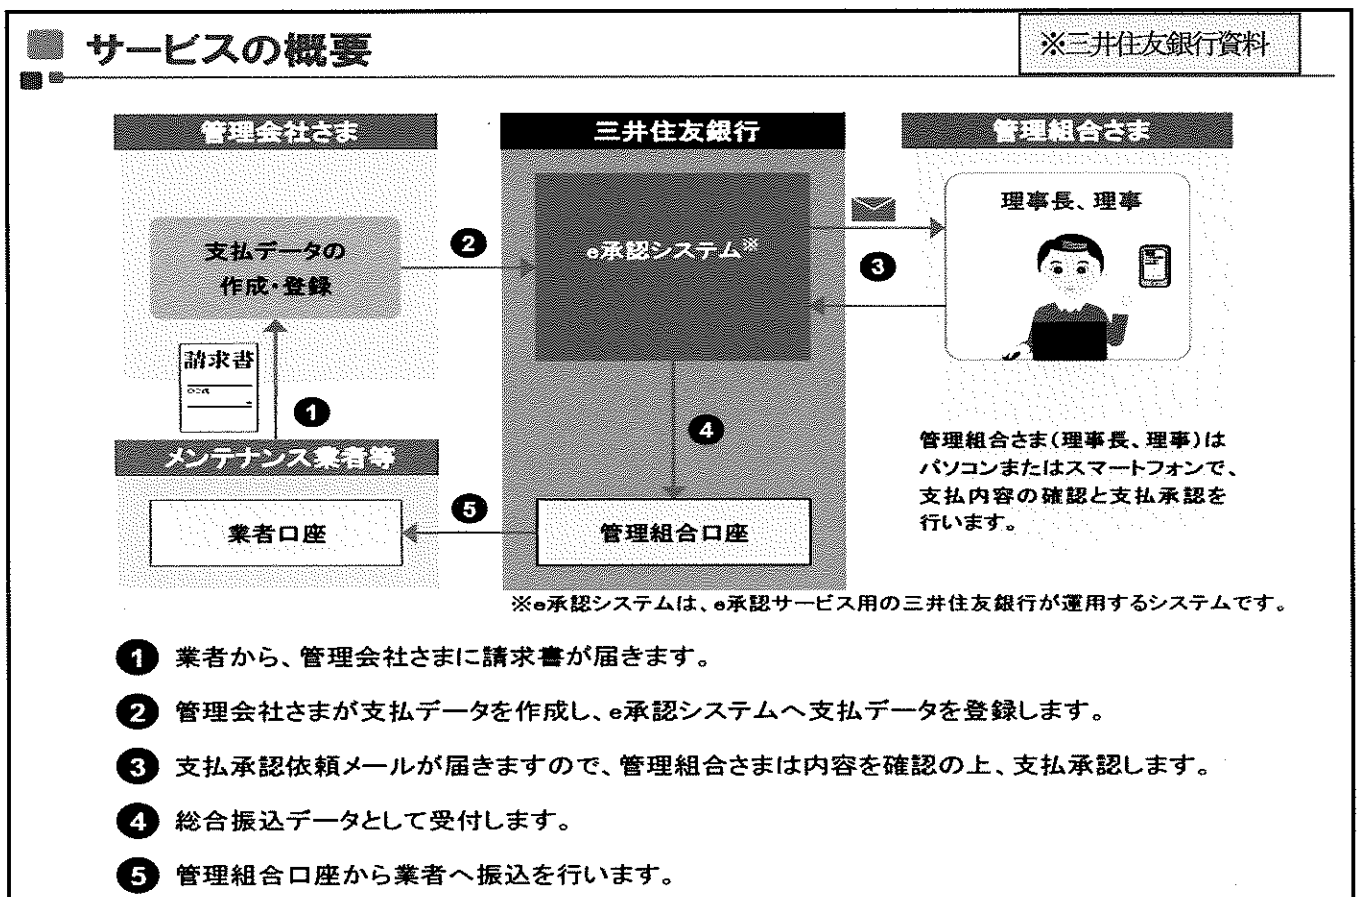 サービスの概要
※三井住友銀行資料
管理会社さま
三井住友銀行
管理組合さま
支払データの
作成・登録
2
e承認システム※
3
理事長、理事
請求書
1
4
メンテナンス業者等
業者口座
5
管理組合口座
管理組合さま(理事長、理事)は
パソコンまたはスマートフォンで、
支払内容の確認と支払承認を
行います。
※e承認システムは、e承認サービス用の三井住友銀行が運用するシステムです。
1 業者から、管理会社さまに請求書が届きます。
2 管理会社さまが支払データを作成し、e承認システムへ支払データを登録します。
3 支払承認依頼メールが届きますので、管理組合さまは内容を確認の上、支払承認します。
4 総合振込データとして受付します。
5 管理組合口座から業者へ振込を行います。